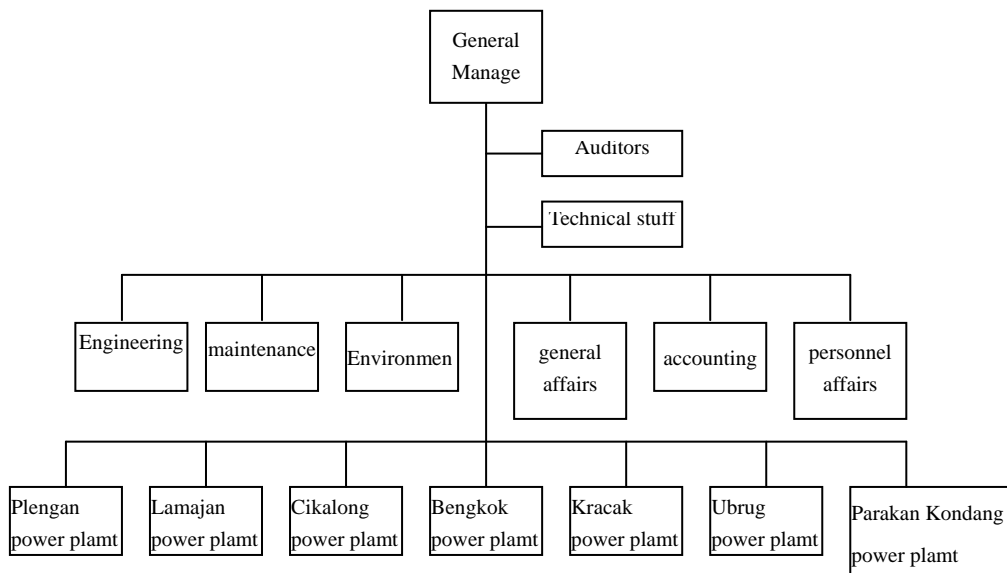 General
Manage
Auditors
Technical stuff
Engineering
maintenance
Environmen
general
affairs
accounting
personnel
affairs
Plengan
power plamt
Lamajan
power plamt
Cikalong
power plamt
Bengkok
power plamt
Kracak
power plamt
Ubrug
power plamt
Parakan Kondang
power plamt